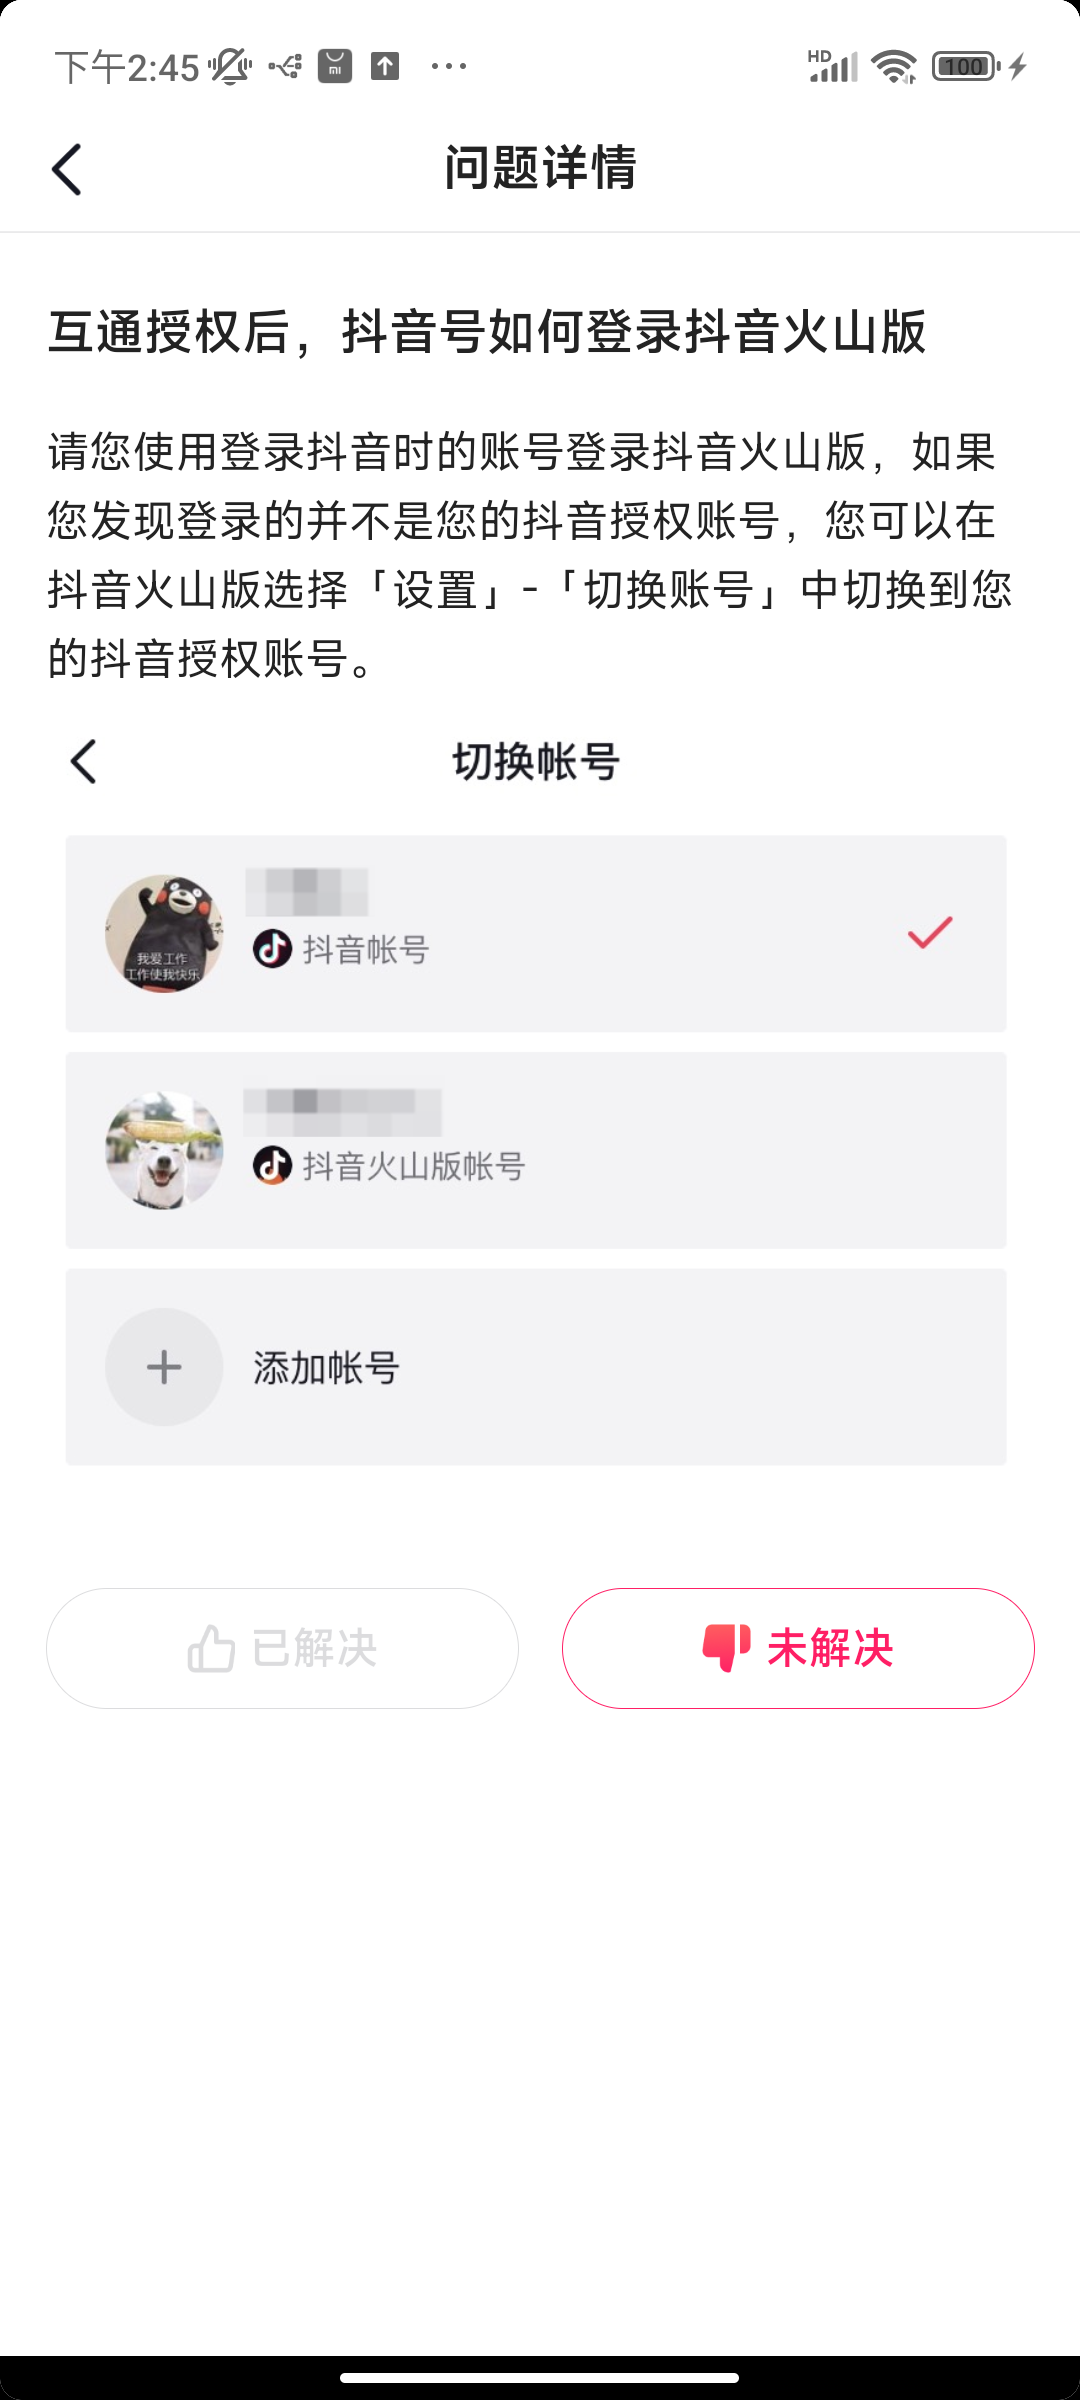 下午2:45
HD
100
问题详情
互通授权后，抖音号如何登录抖音火山版
请您使用登录抖音时的账号登录抖音火山版，如果
您发现登录的并不是您的抖音授权账号，您可以在
抖音火山版选择「设置」-「切换账号」中切换到您
的抖音授权账号。
切换帐号
我爱工作
工作使我快乐
抖音帐号
抖音火山版帐号
添加帐号
已解决
未解决